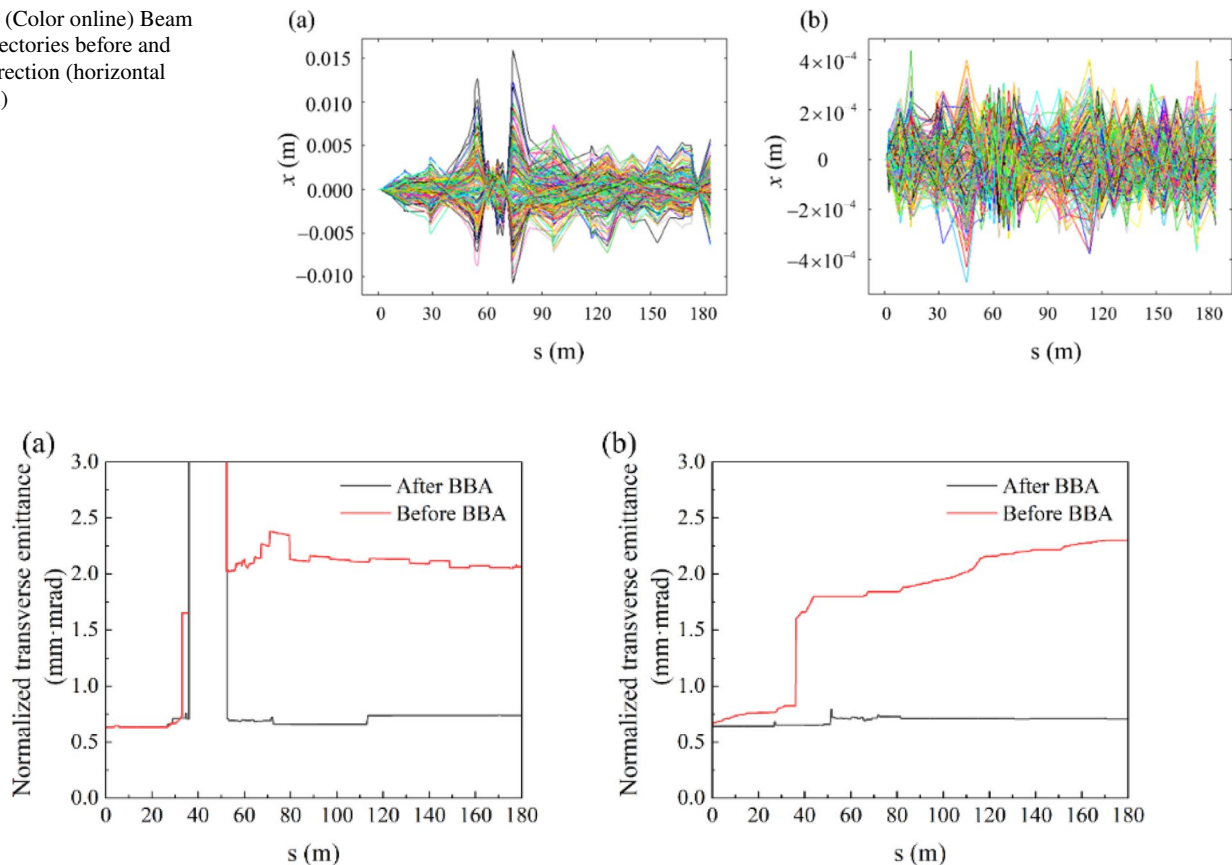 (Color online) Beam
ectories before and
rection (horizontal
)
(a)
0.015
0.010
0.005
0.000
−0.005
−0.010
x (m)
0 30 60 90 120 150 180
s (m)
(b)
4×10⁻⁴
2×10⁻⁴
0
−2×10⁻⁴
−4×10⁻⁴
x (m)
0 30 60 90 120 150 180
s (m)
(a)
Normalized transverse emittance
(mm·mrad)
3.0
2.5
2.0
1.5
1.0
0.5
0.0
After BBA
Before BBA
0 20 40 60 80 100 120 140 160 180
s (m)
(b)
Normalized transverse emittance
(mm·mrad)
3.0
2.5
2.0
1.5
1.0
0.5
0.0
After BBA
Before BBA
0 20 40 60 80 100 120 140 160 180
s (m)